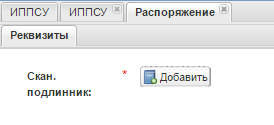 ИППСУ ИППСУ Распоряжение
Реквизиты
Скан. * Добавить
подлинник: